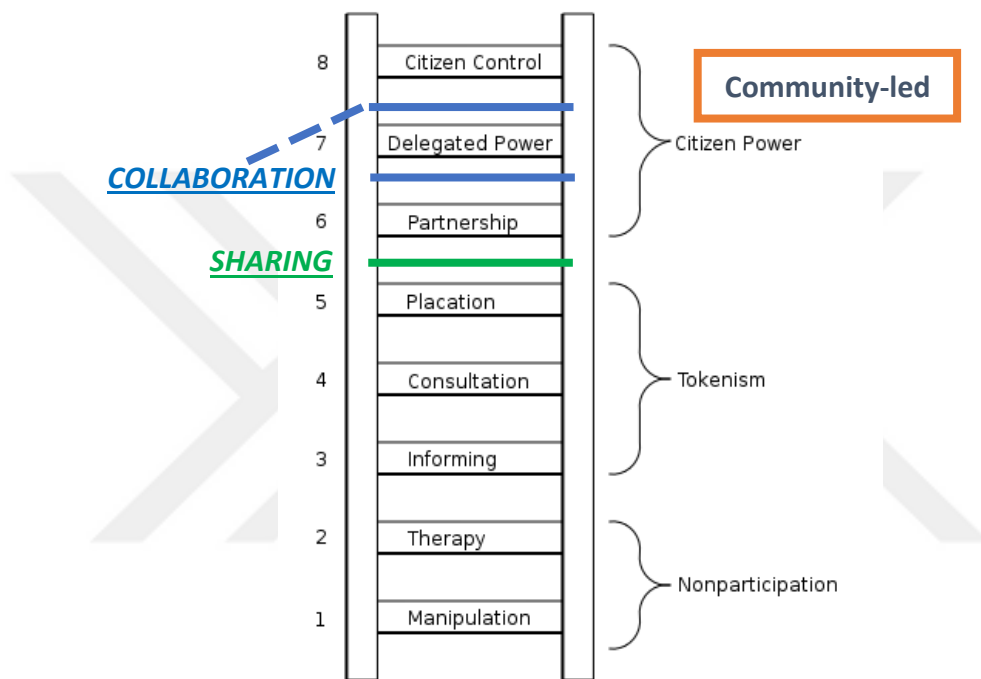 8 Citizen Control
Community-led
7 Delegated Power
Citizen Power
COLLABORATION
6 Partnership
SHARING
5 Placation
4 Consultation
Tokenism
3 Informing
2 Therapy
Nonparticipation
1 Manipulation